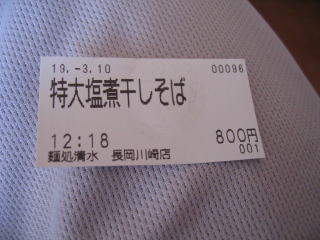 19.-3.10 00096
特大塩煮干しそば
12:18 800円
001
麺処清水 長岡川崎店